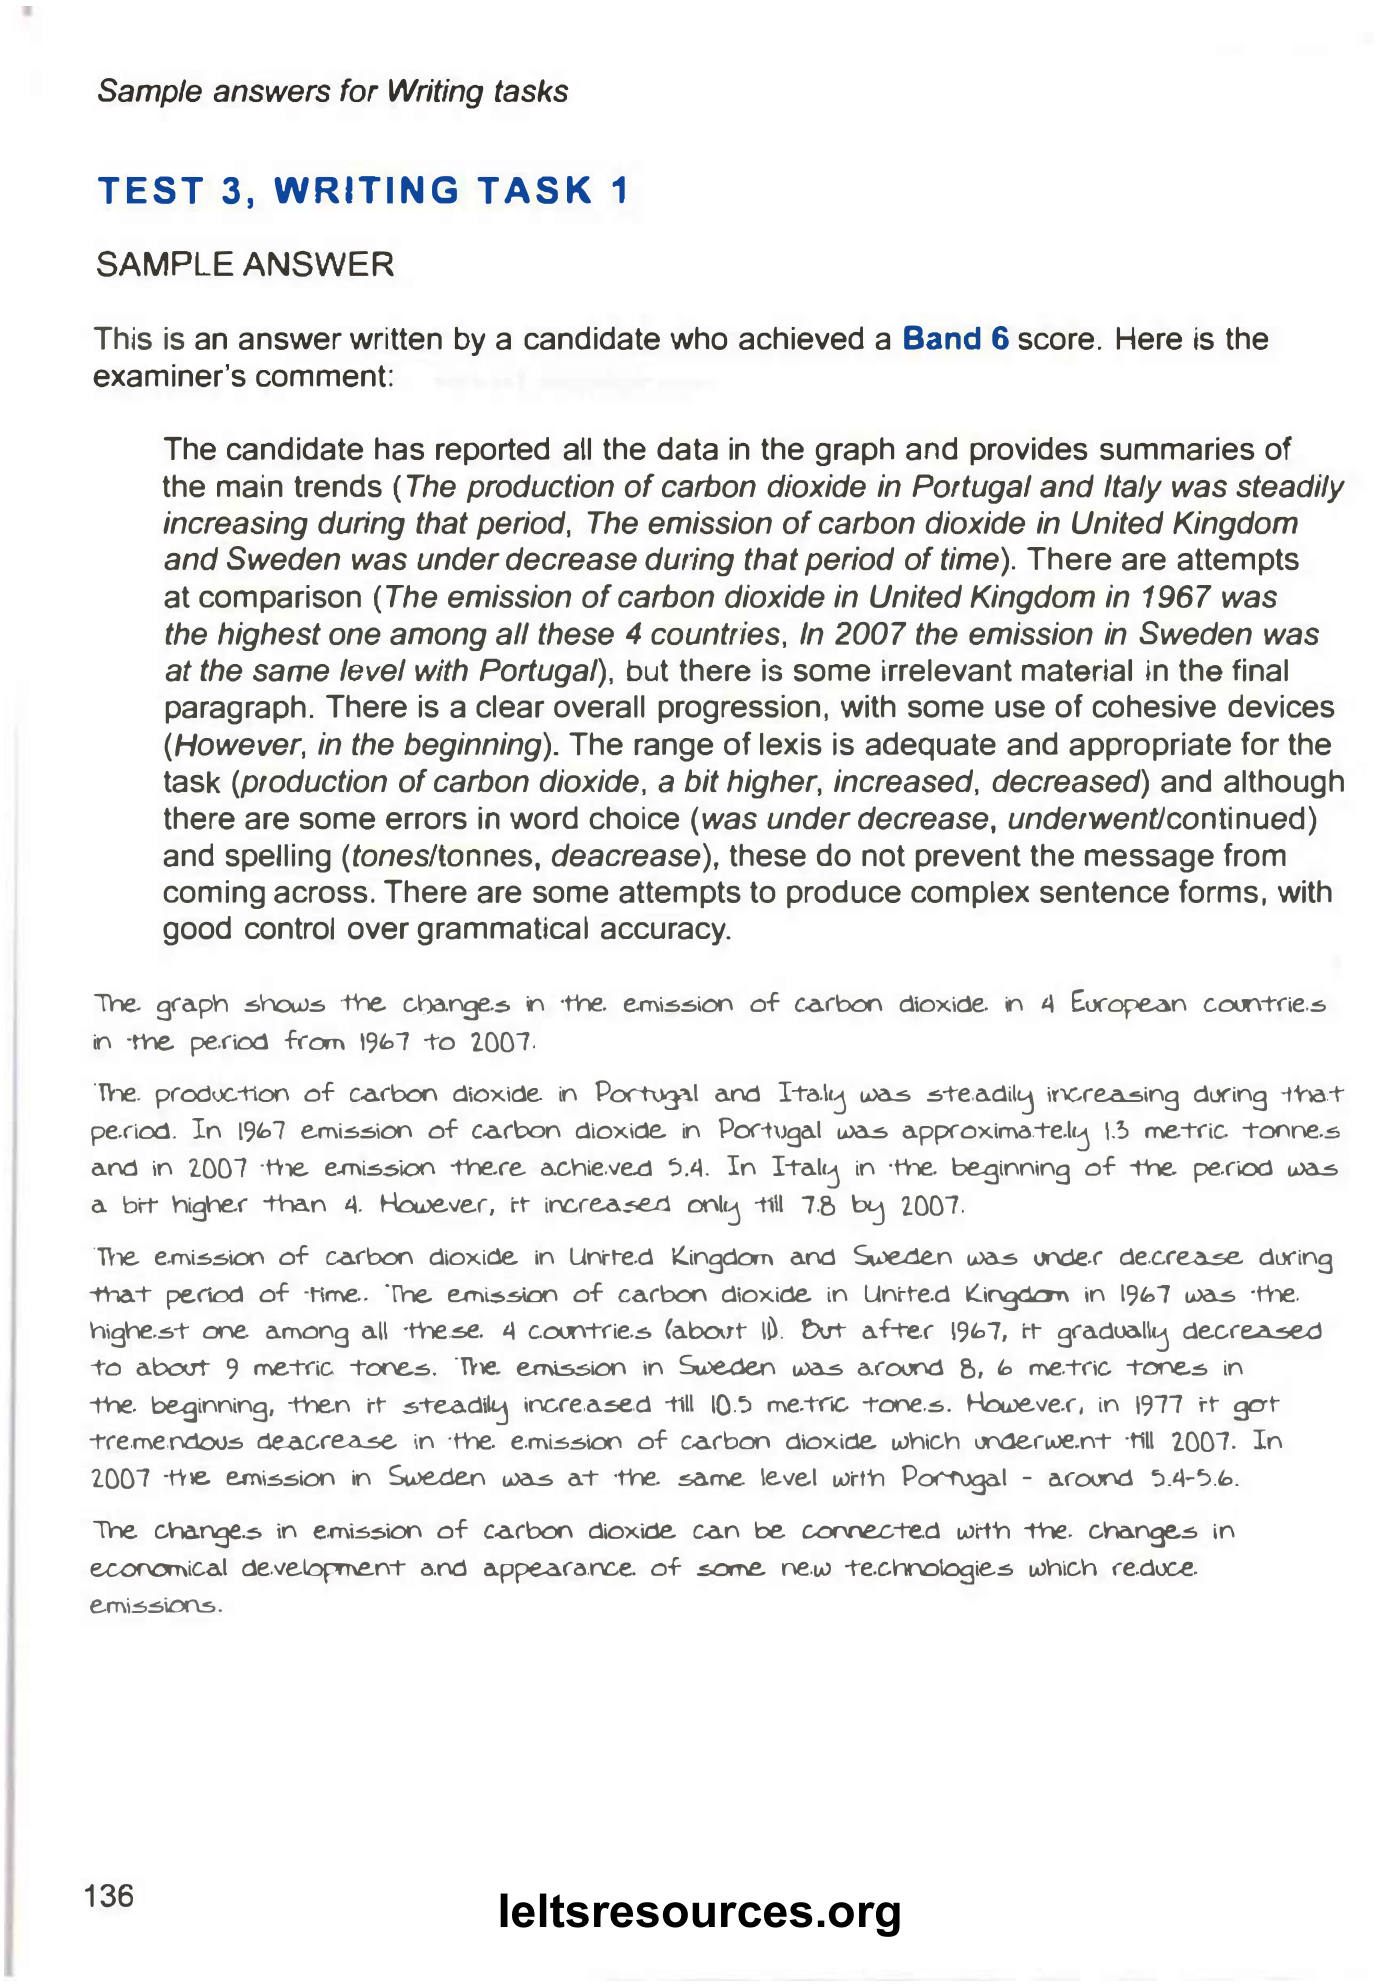 Sample answers for Writing tasks
TEST 3, WRITING TASK 1
SAMPLE ANSWER
This is an answer written by a candidate who achieved a Band 6 score. Here is the
examiner's comment:
The candidate has reported all the data in the graph and provides summaries of
the main trends (The production of carbon dioxide in Portugal and Italy was steadily
increasing during that period, The emission of carbon dioxide in United Kingdom
and Sweden was under decrease during that period of time). There are attempts
at comparison (The emission of carbon dioxide in United Kingdom in 1967 was
the highest one among all these 4 countries, In 2007 the emission in Sweden was
at the same level with Portugal), but there is some irrelevant material in the final
paragraph. There is a clear overall progression, with some use of cohesive devices
(However, in the beginning). The range of lexis is adequate and appropriate for the
task (production of carbon dioxide, a bit higher, increased, decreased) and although
there are some errors in word choice (was under decrease, underwent/continued)
and spelling (tones/tonnes, deacrease), these do not prevent the message from
coming across. There are some attempts to produce complex sentence forms, with
good control over grammatical accuracy.
The graph shows the changes in the emission of carbon dioxide in 4 European countries
in the period from 1967 to 2007.
The production of carbon dioxide in Portugal and Italy was steadily increasing during that
period. In 1967 emission of carbon dioxide in Portugal was approximately 1.3 metric tonnes
and in 2007 the emission there achieved 5.4. In Italy in the beginning of the period was
a bit higher than 4. However, it increased only till 7.8 by 2007.
The emission of carbon dioxide in United Kingdom and Sweden was under decrease during
that period of time. The emission of carbon dioxide in United Kingdom in 1967 was the
highest one among all these 4 countries (about 11). But after 1967, it gradually decreased
to about 9 metric tones. The emission in Sweden was around 8, 6 metric tones in
the beginning, then it steadily increased till 10.5 metric tones. However, in 1977 it got
tremendous deacrease in the emission of carbon dioxide which underwent till 2007. In
2007 the emission in Sweden was at the same level with Portugal - around 5.4-5.6.
The changes in emission of carbon dioxide can be connected with the changes in
economical development and appearance of some new technologies which reduce
emissions.
136
Ieltsresources.org